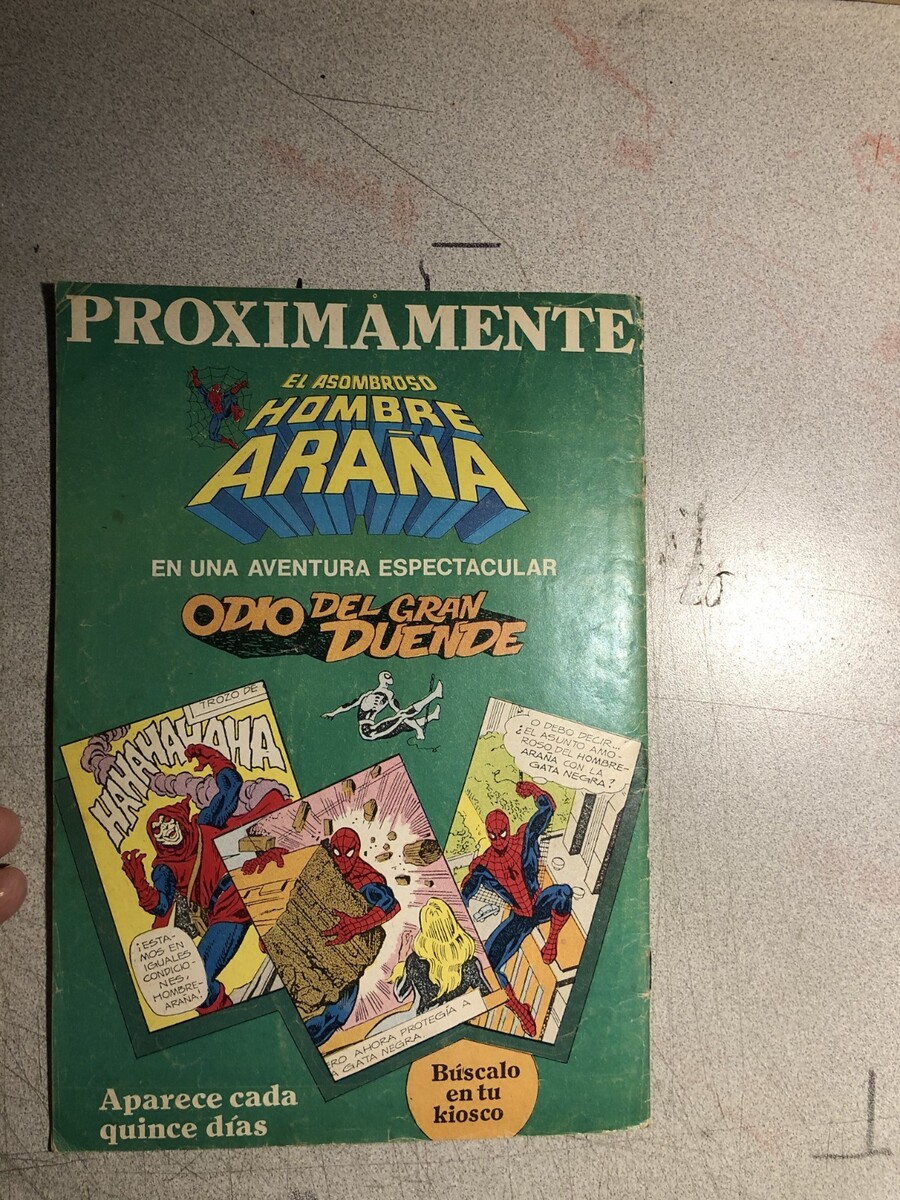 PROXIMAMENTE
EL ASOMBROSO
HOMBRE
ARAÑA
EN UNA AVENTURA ESPECTACULAR
ODIO DEL GRAN
DUENDE
TROZO DE
HAHAHAHAHA
¡ESTA-
MOS EN
IGUALES
CONDICIO-
NES,
HOMBRE-
ARAÑA!
RO AHORA PROTEGÍA A
A GATA NEGRA
O DEBO DECIR...
¿EL ASUNTO AMO-
ROSO DEL HOMBRE-
ARAÑA CON LA
GATA NEGRA?
Aparece cada
quince días
Búscalo
en tu
kiosco